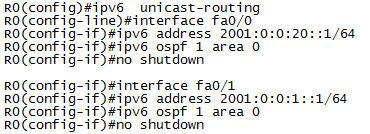 R0(config)#ipv6  unicast-routing
R0(config-line)#interface fa0/0
R0(config-if)#ipv6 address 2001:0:0:20::1/64
R0(config-if)#ipv6 ospf 1 area 0
R0(config-if)#no shutdown
R0(config-if)#interface fa0/1
R0(config-if)#ipv6 address 2001:0:0:1::1/64
R0(config-if)#ipv6 ospf 1 area 0
R0(config-if)#no shutdown